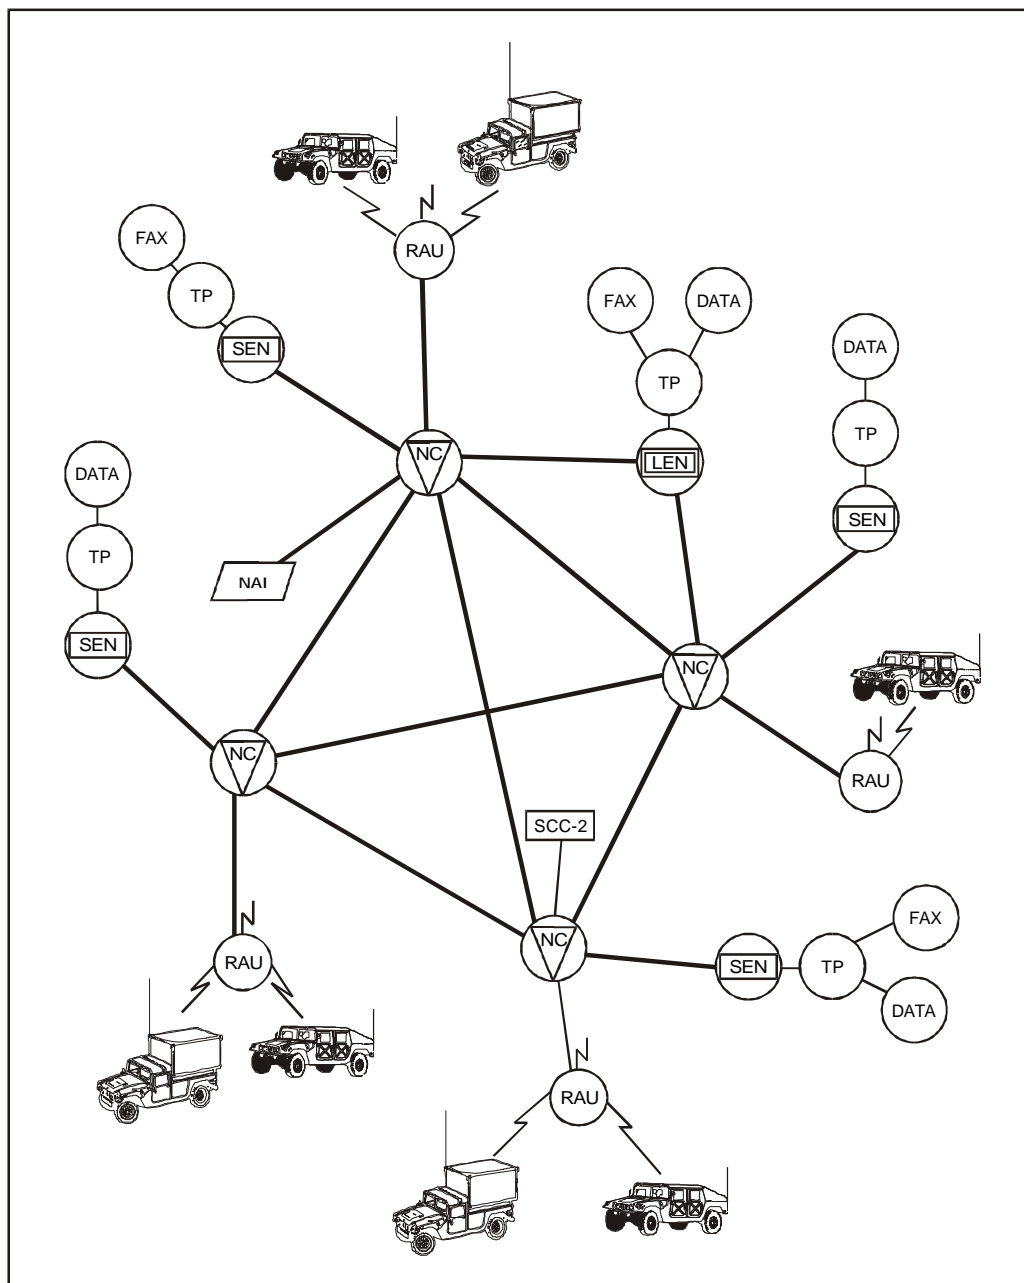 RAU
FAX
TP
SEN
FAX
DATA
TP
LEN
DATA
TP
SEN
NC
NAI
DATA
TP
SEN
NC
RAU
NC
SCC-2
NC
SEN
TP
FAX
DATA
RAU
RAU